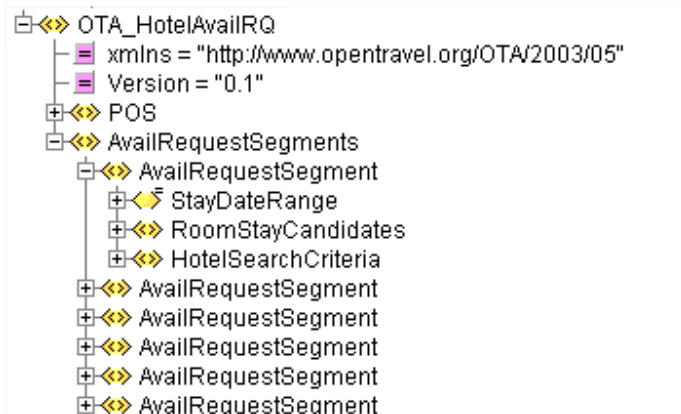 OTA_HotelAvailRQ
xmlns = "http://www.opentravel.org/OTA/2003/05"
Version = "0.1"
POS
AvailRequestSegments
AvailRequestSegment
StayDateRange
RoomStayCandidates
HotelSearchCriteria
AvailRequestSegment
AvailRequestSegment
AvailRequestSegment
AvailRequestSegment
AvailRequestSegment